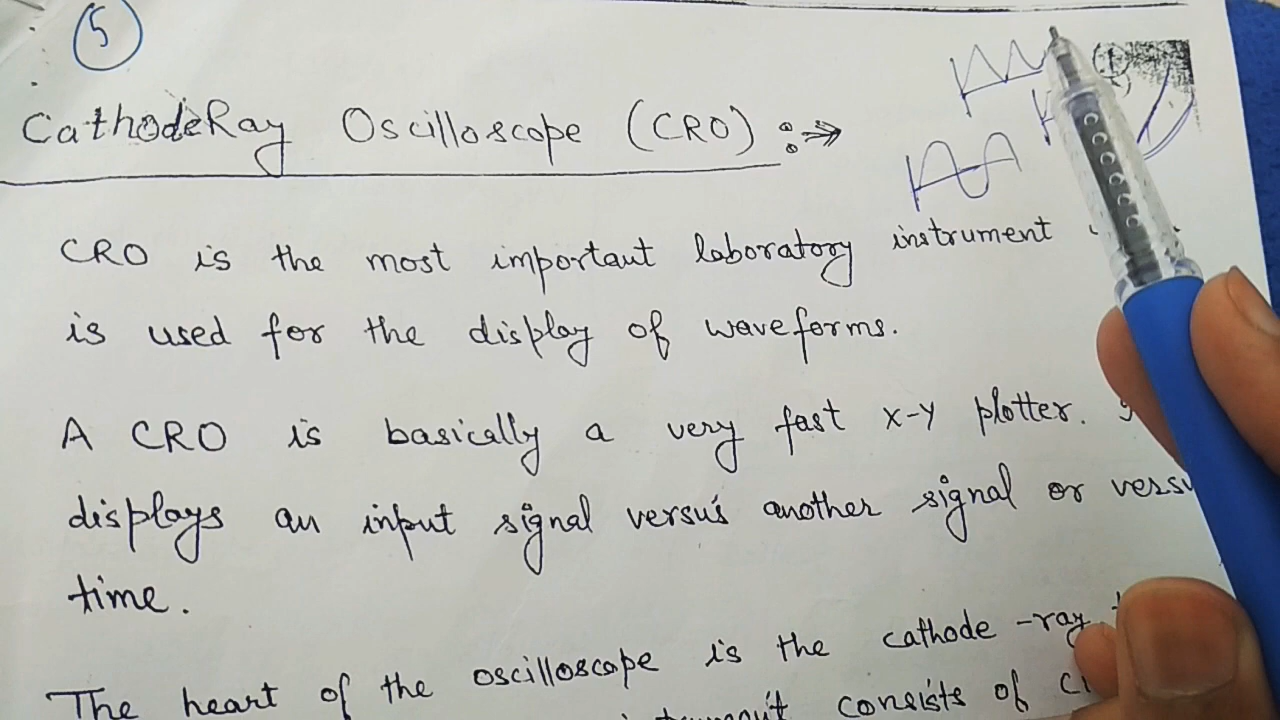 5
CathodeRay Oscilloscope (CRO) :→
CRO is the most important laboratory instrument
is used for the display of waveforms.
A CRO is basically a very fast x-y plotter.
displays an input signal versus another signal or versu
time.
The heart of the oscilloscope is the cathode-ray
consists of